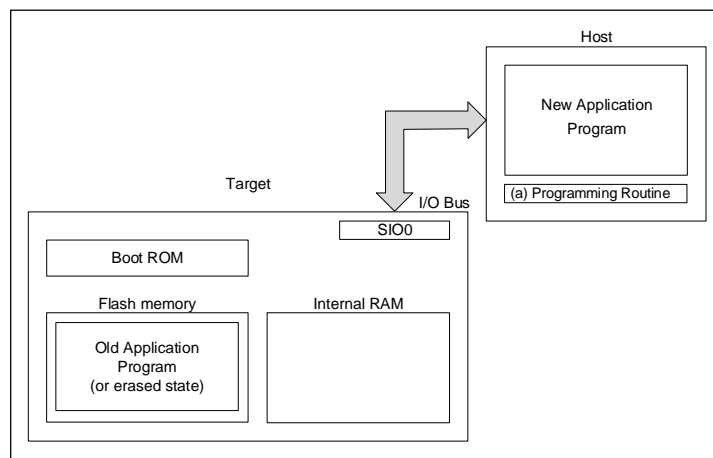 Host
New Application
Program
(a) Programming Routine
Target
I/O Bus
SIO0
Boot ROM
Flash memory
Internal RAM
Old Application
Program
(or erased state)